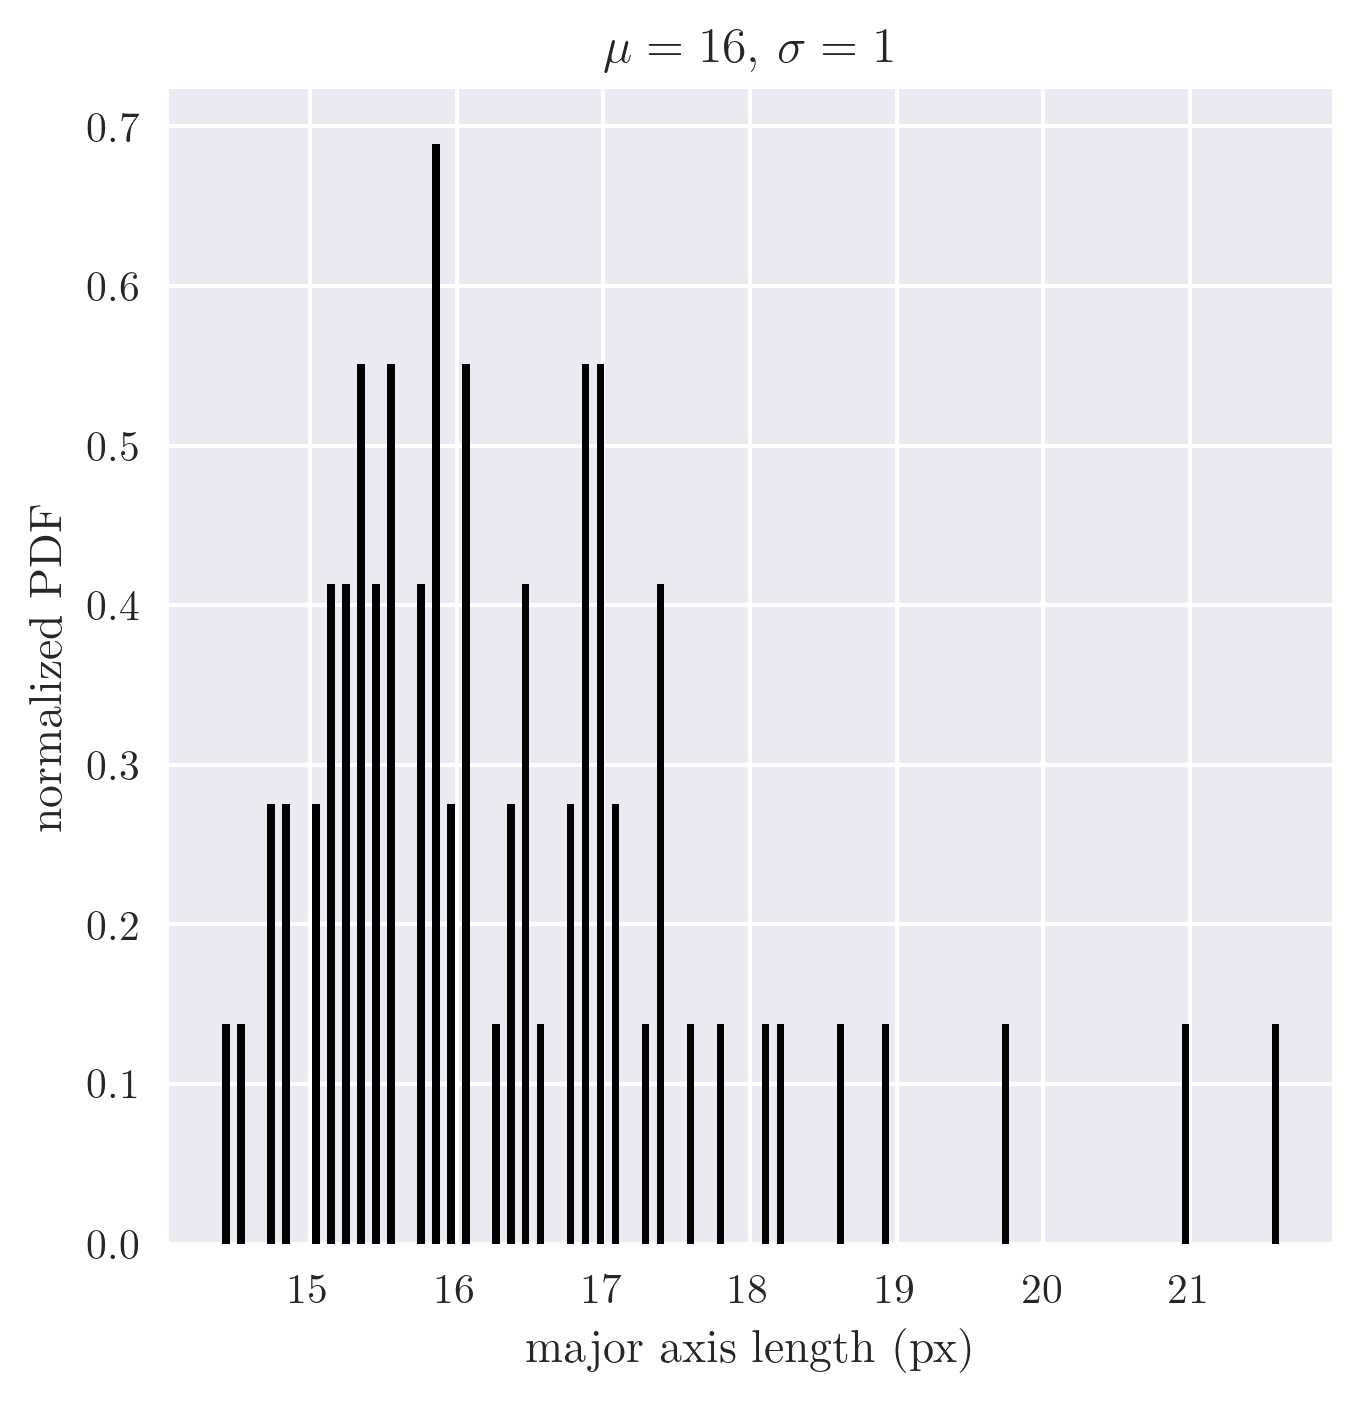 μ = 16, σ = 1
0.7
0.6
0.5
0.4
0.3
0.2
0.1
0.0
normalized PDF
15 16 17 18 19 20 21
major axis length (px)